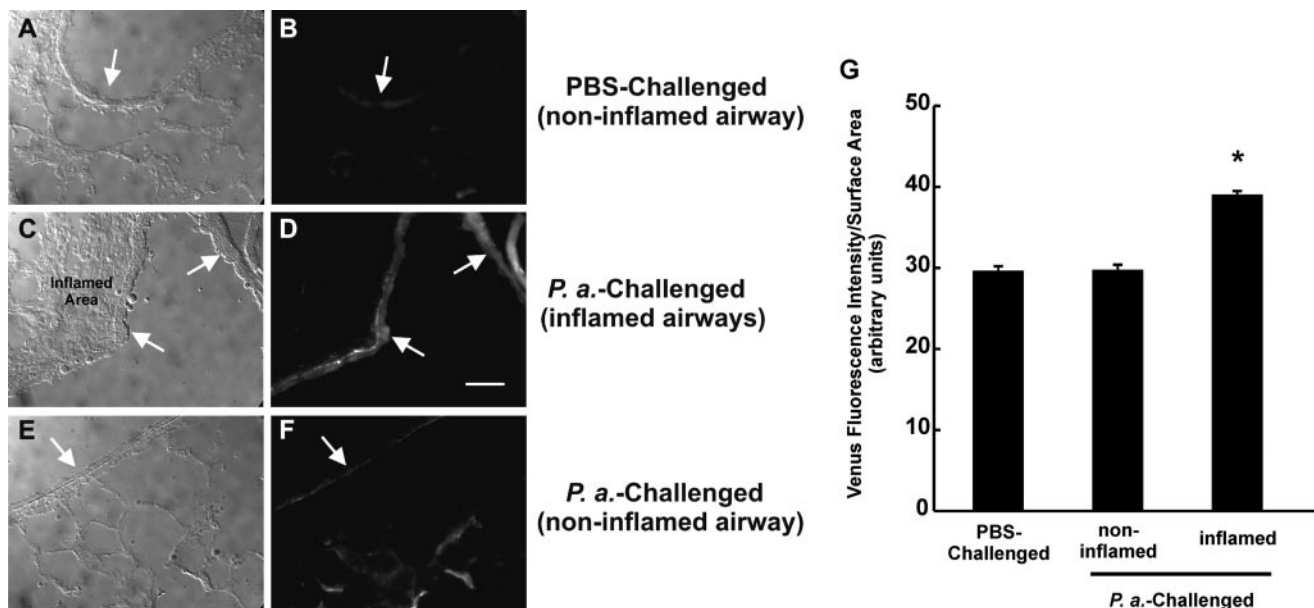 A
B
PBS-Challenged
(non-inflamed airway)
C
Inflamed
Area
D
P. a.-Challenged
(inflamed airways)
E
F
P. a.-Challenged
(non-inflamed airway)
G
Venus Fluorescence Intensity/Surface Area
(arbitrary units)
50
40
30
20
10
0
*
PBS-
Challenged
non-
inflamed
inflamed
P. a.-Challenged